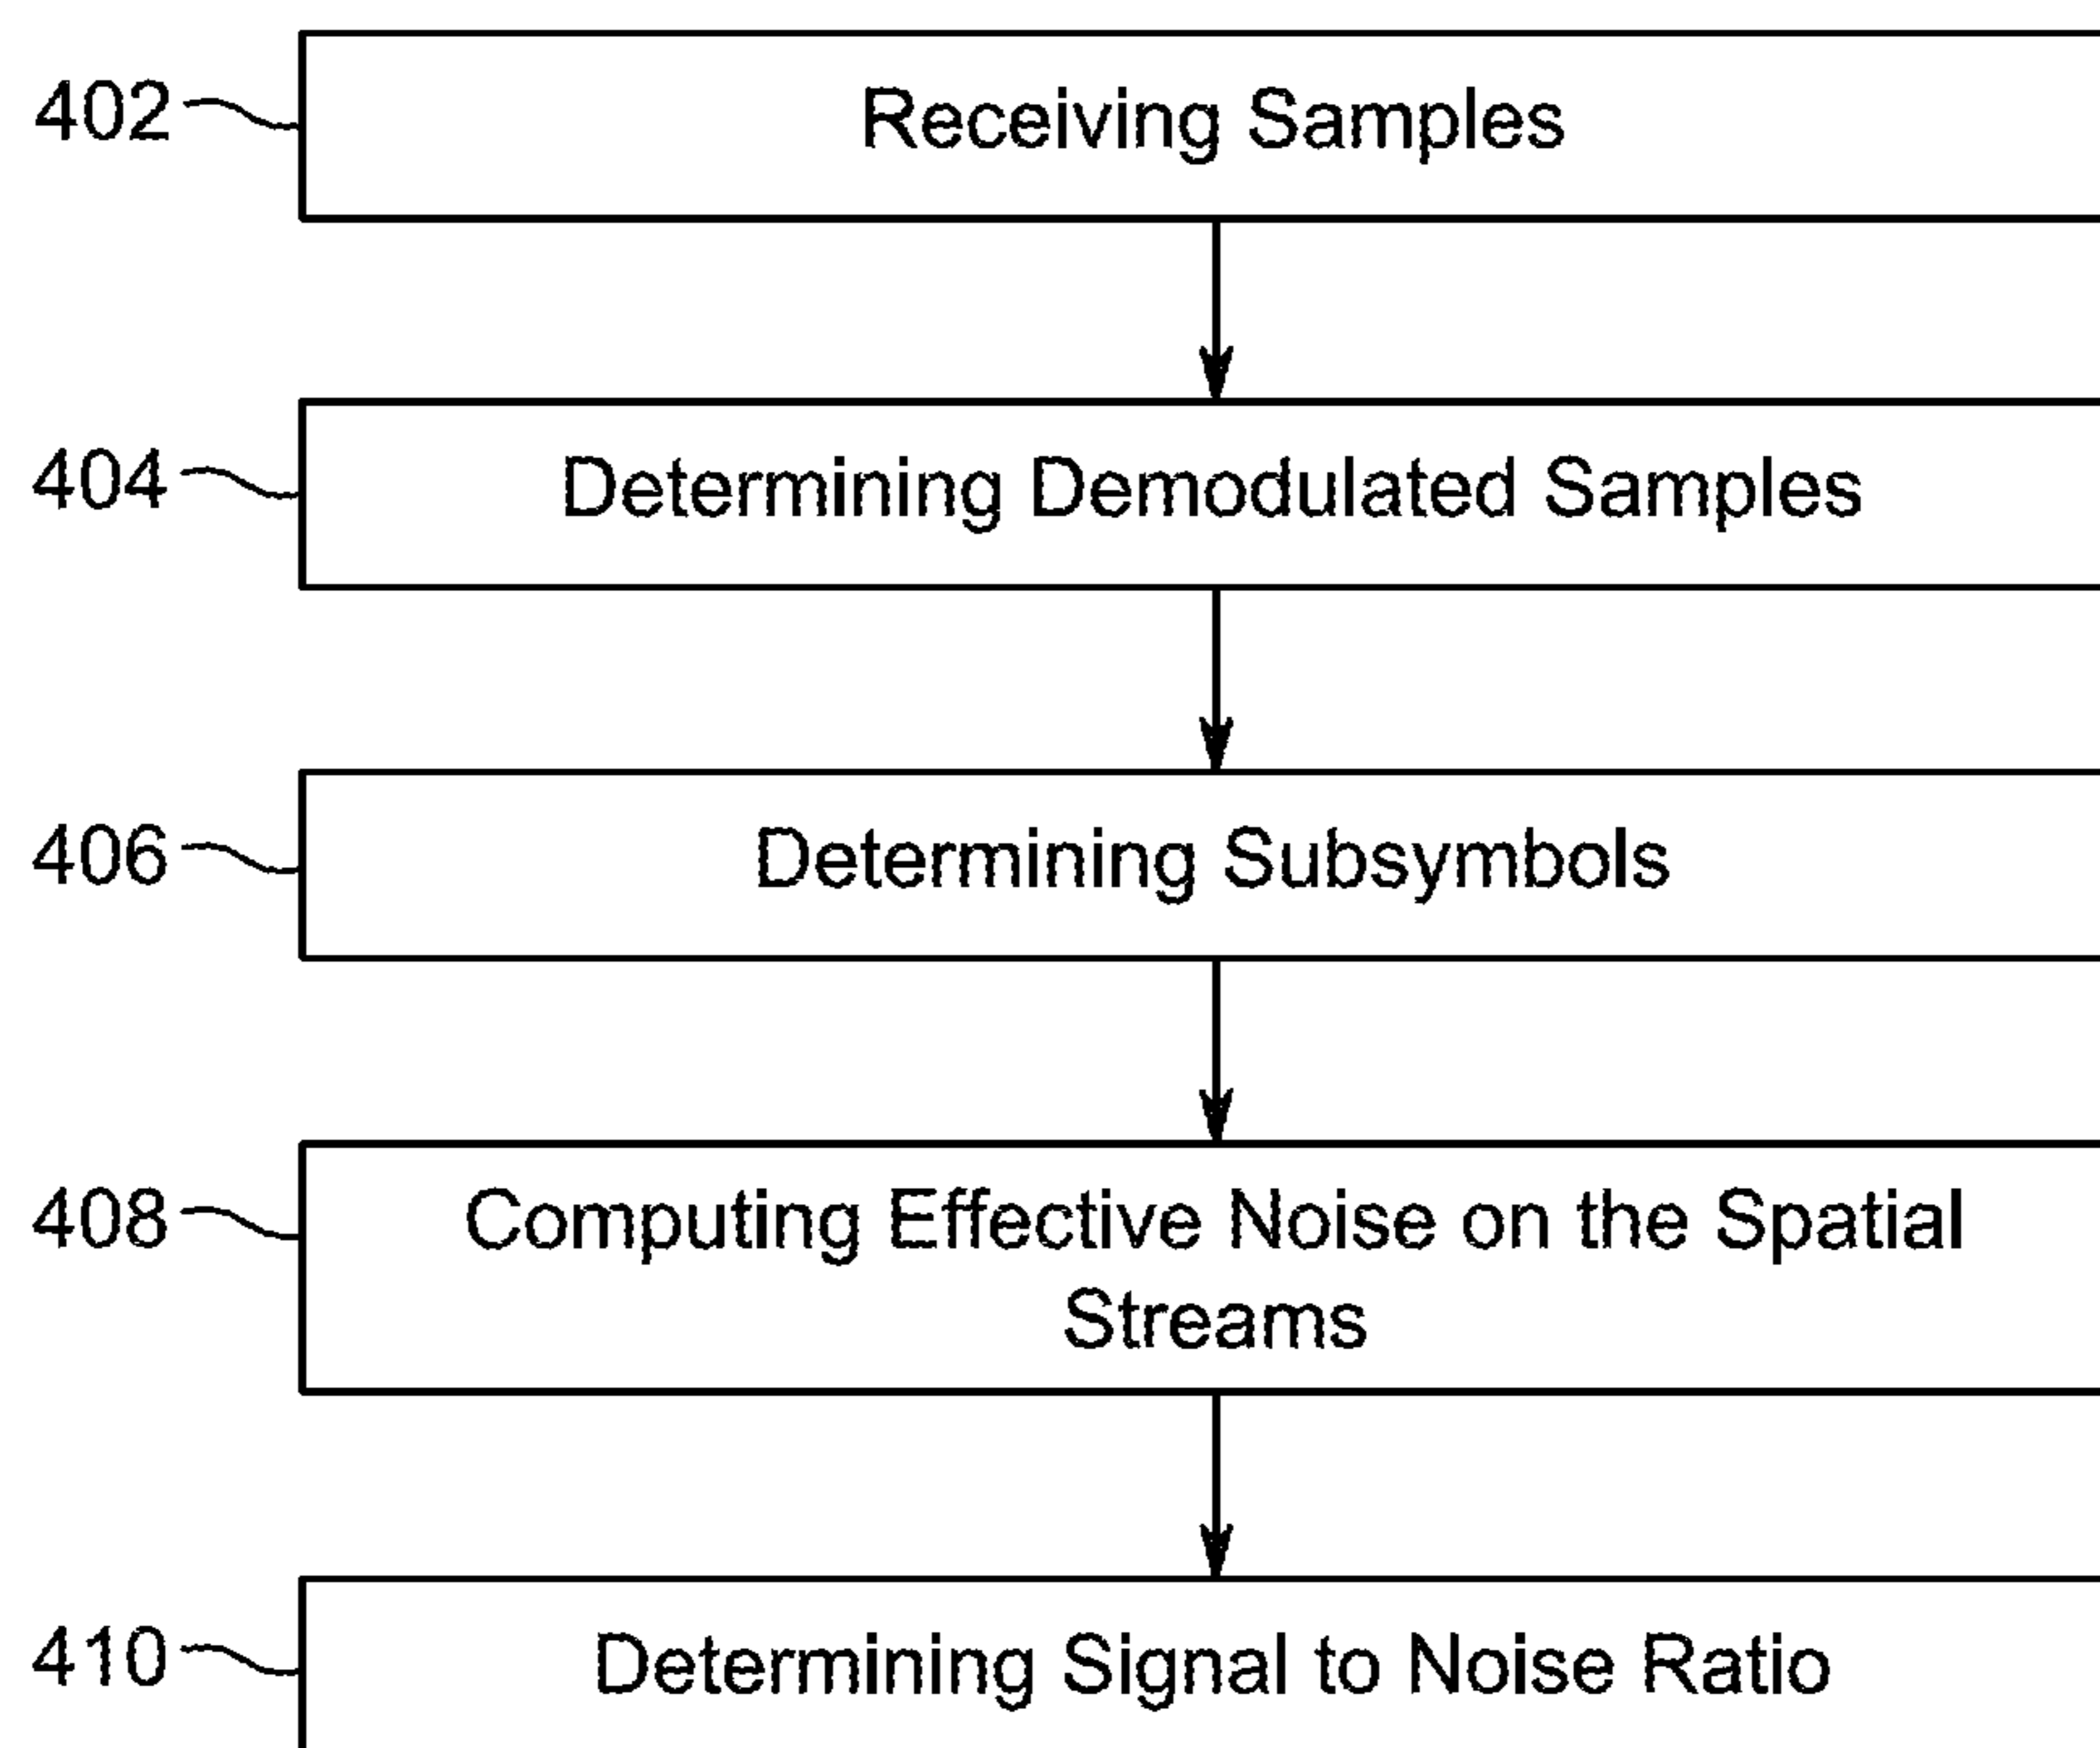 402
Receiving Samples
404
Determining Demodulated Samples
406
Determining Subsymbols
408
Computing Effective Noise on the Spatial
Streams
410
Determining Signal to Noise Ratio